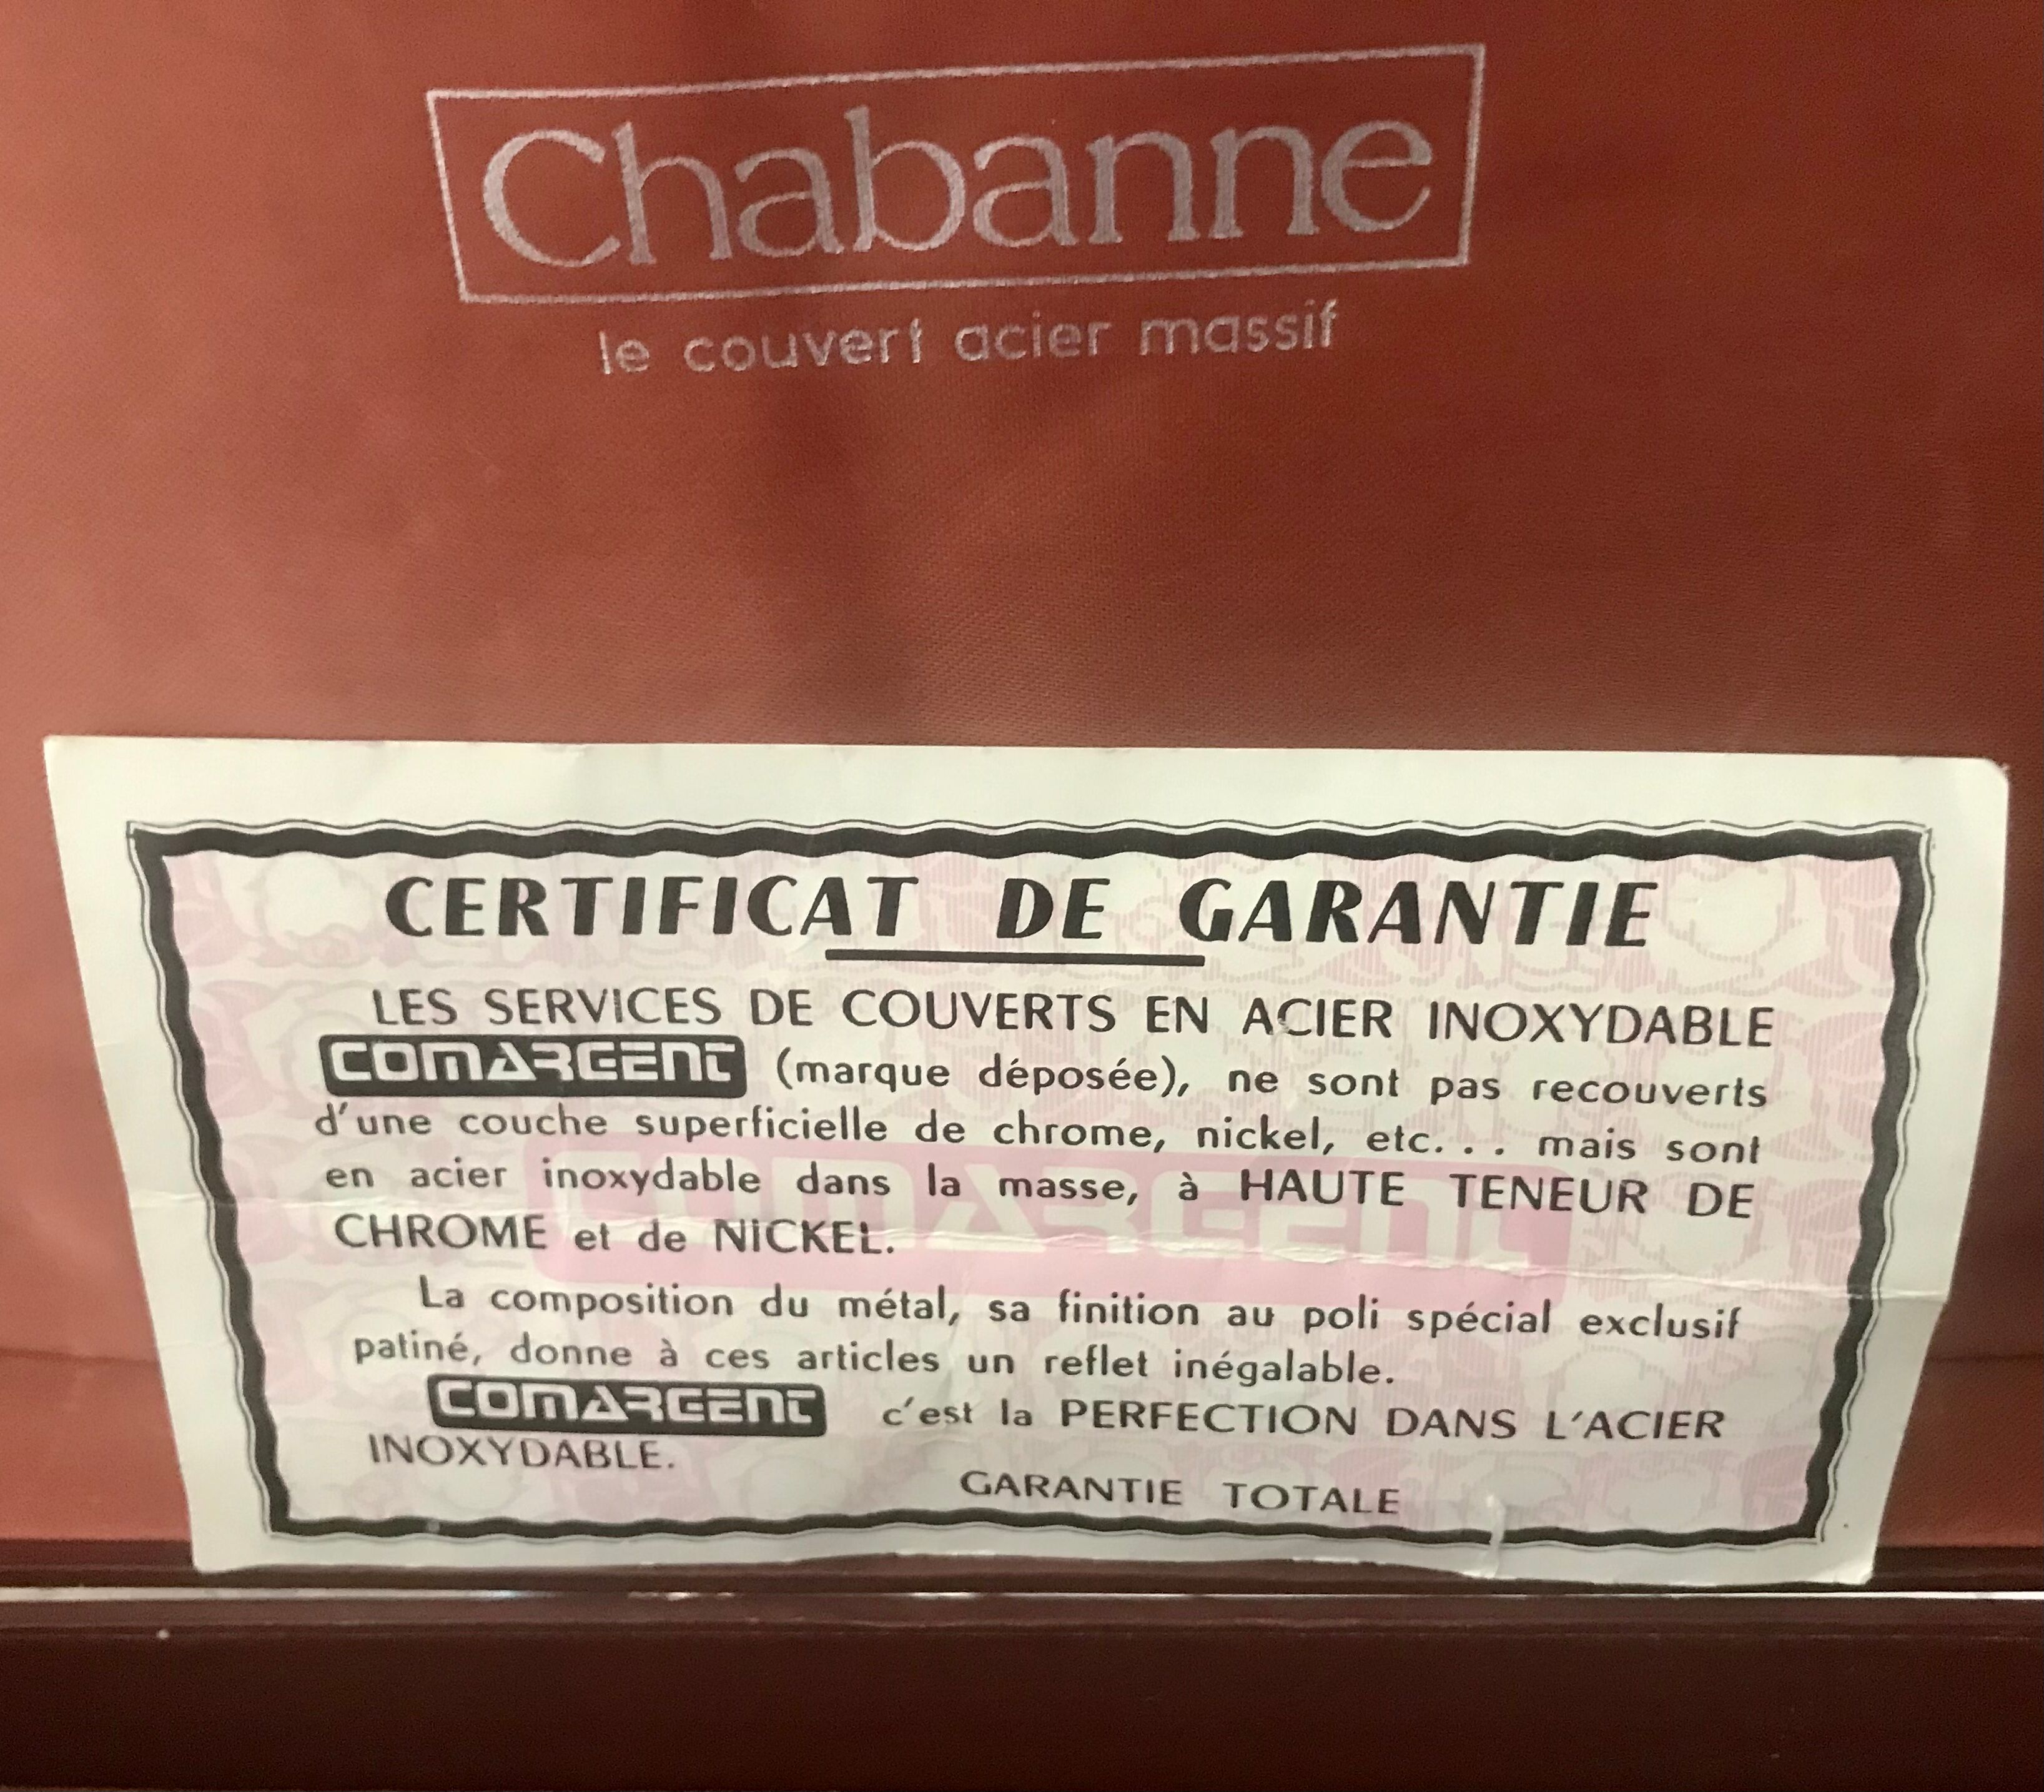 Chabanne
le couvert acier massif
CERTIFICAT DE GARANTIE
LES SERVICES DE COUVERTS EN ACIER INOXYDABLE
COMARGENT (marque déposée), ne sont pas recouverts
d'une couche superficielle de chrome, nickel, etc... mais sont
en acier inoxydable dans la masse, à HAUTE TENEUR DE
CHROME et de NICKEL.
COMARGENT
La composition du métal, sa finition au poli spécial exclusif
patiné, donne à ces articles un reflet inégalable.
COMARGENT c'est la PERFECTION DANS L'ACIER
INOXYDABLE.
GARANTIE TOTALE